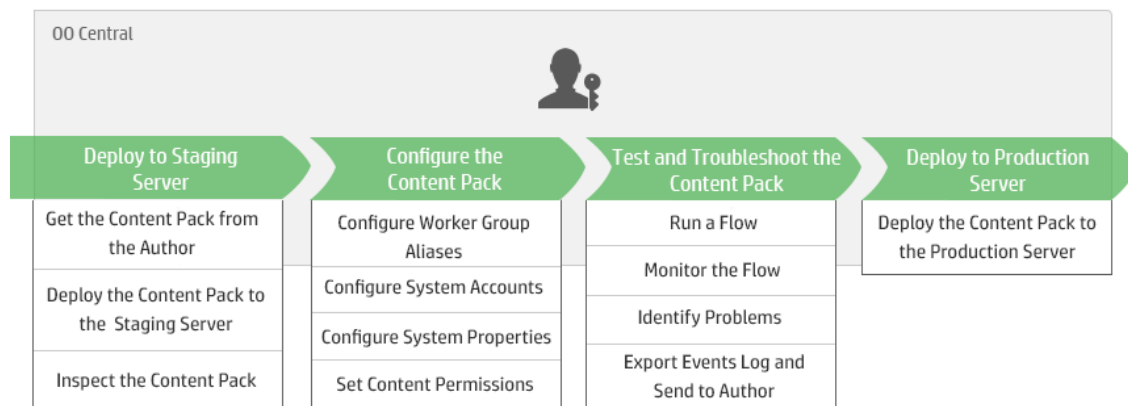 OO Central
Deploy to Staging
Server
Get the Content Pack from
the Author
Deploy the Content Pack to
the Staging Server
Inspect the Content Pack
Configure the
Content Pack
Configure Worker Group
Aliases
Configure System Accounts
Configure System Properties
Set Content Permissions
Test and Troubleshoot the
Content Pack
Run a Flow
Monitor the Flow
Identify Problems
Export Events Log and
Send to Author
Deploy to Production
Server
Deploy the Content Pack to
the Production Server